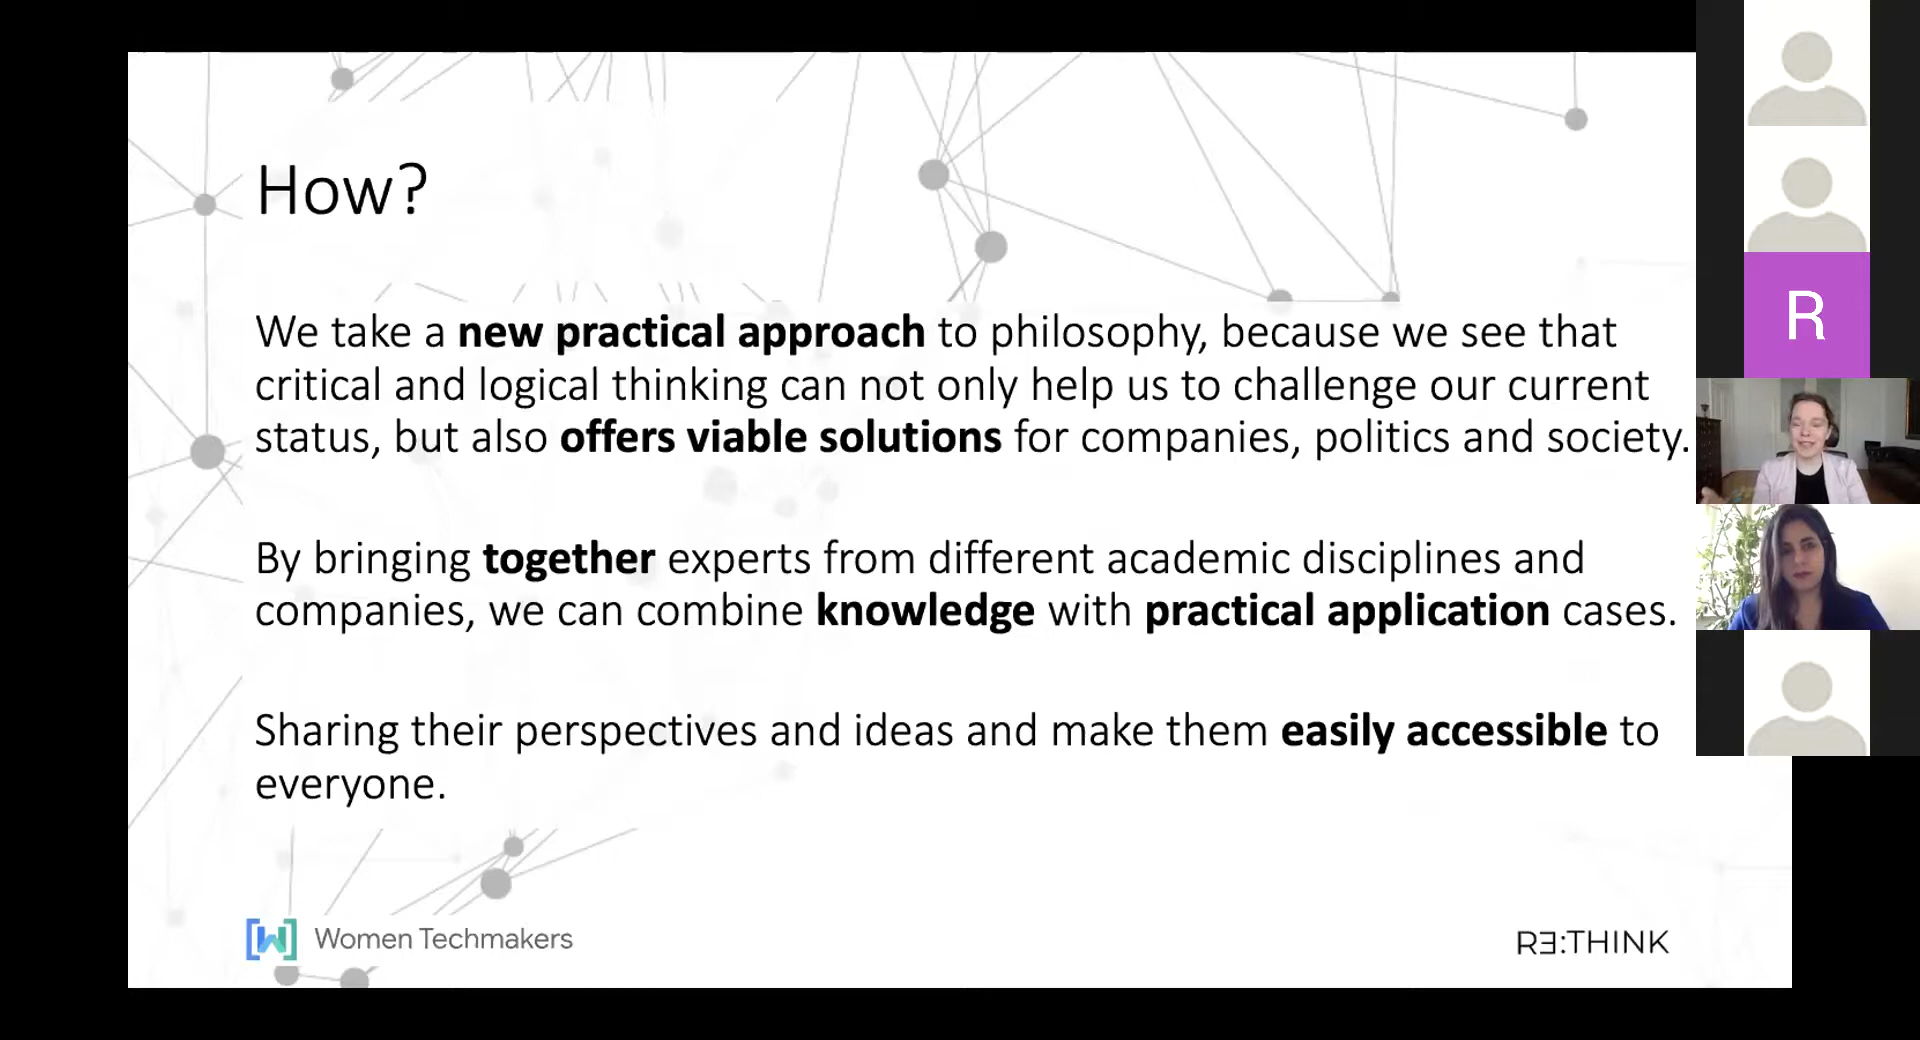 How?
We take a new practical approach to philosophy, because we see that
critical and logical thinking can not only help us to challenge our current
status, but also offers viable solutions for companies, politics and society.
By bringing together experts from different academic disciplines and
companies, we can combine knowledge with practical application cases.
Sharing their perspectives and ideas and make them easily accessible to
everyone.
[W] Women Techmakers
RƎ:THINK
R